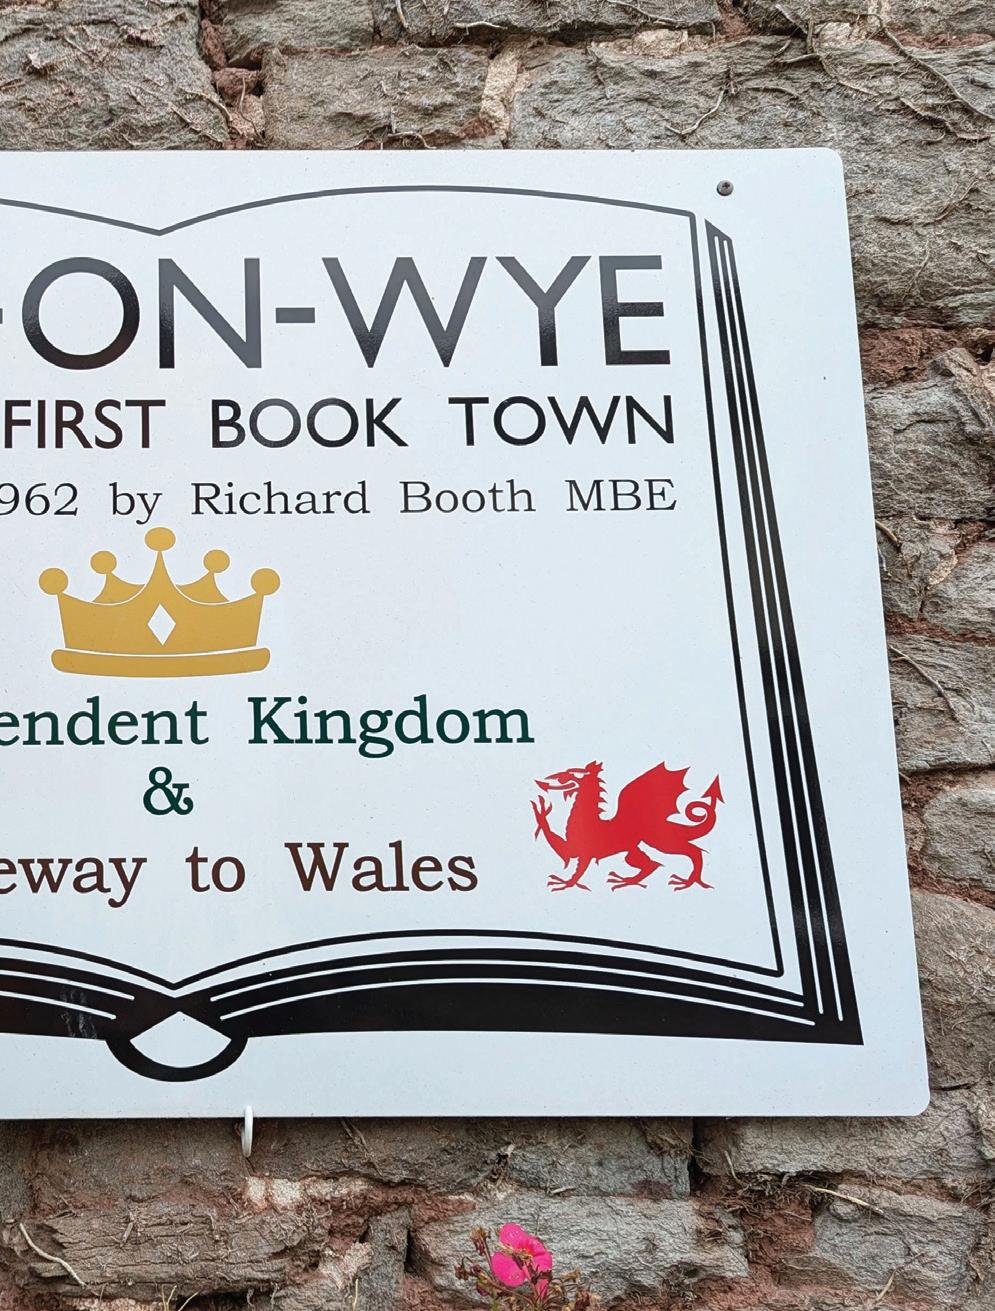 -ON-WYE
FIRST BOOK TOWN
962 by Richard Booth MBE
endent Kingdom
&
eway to Wales